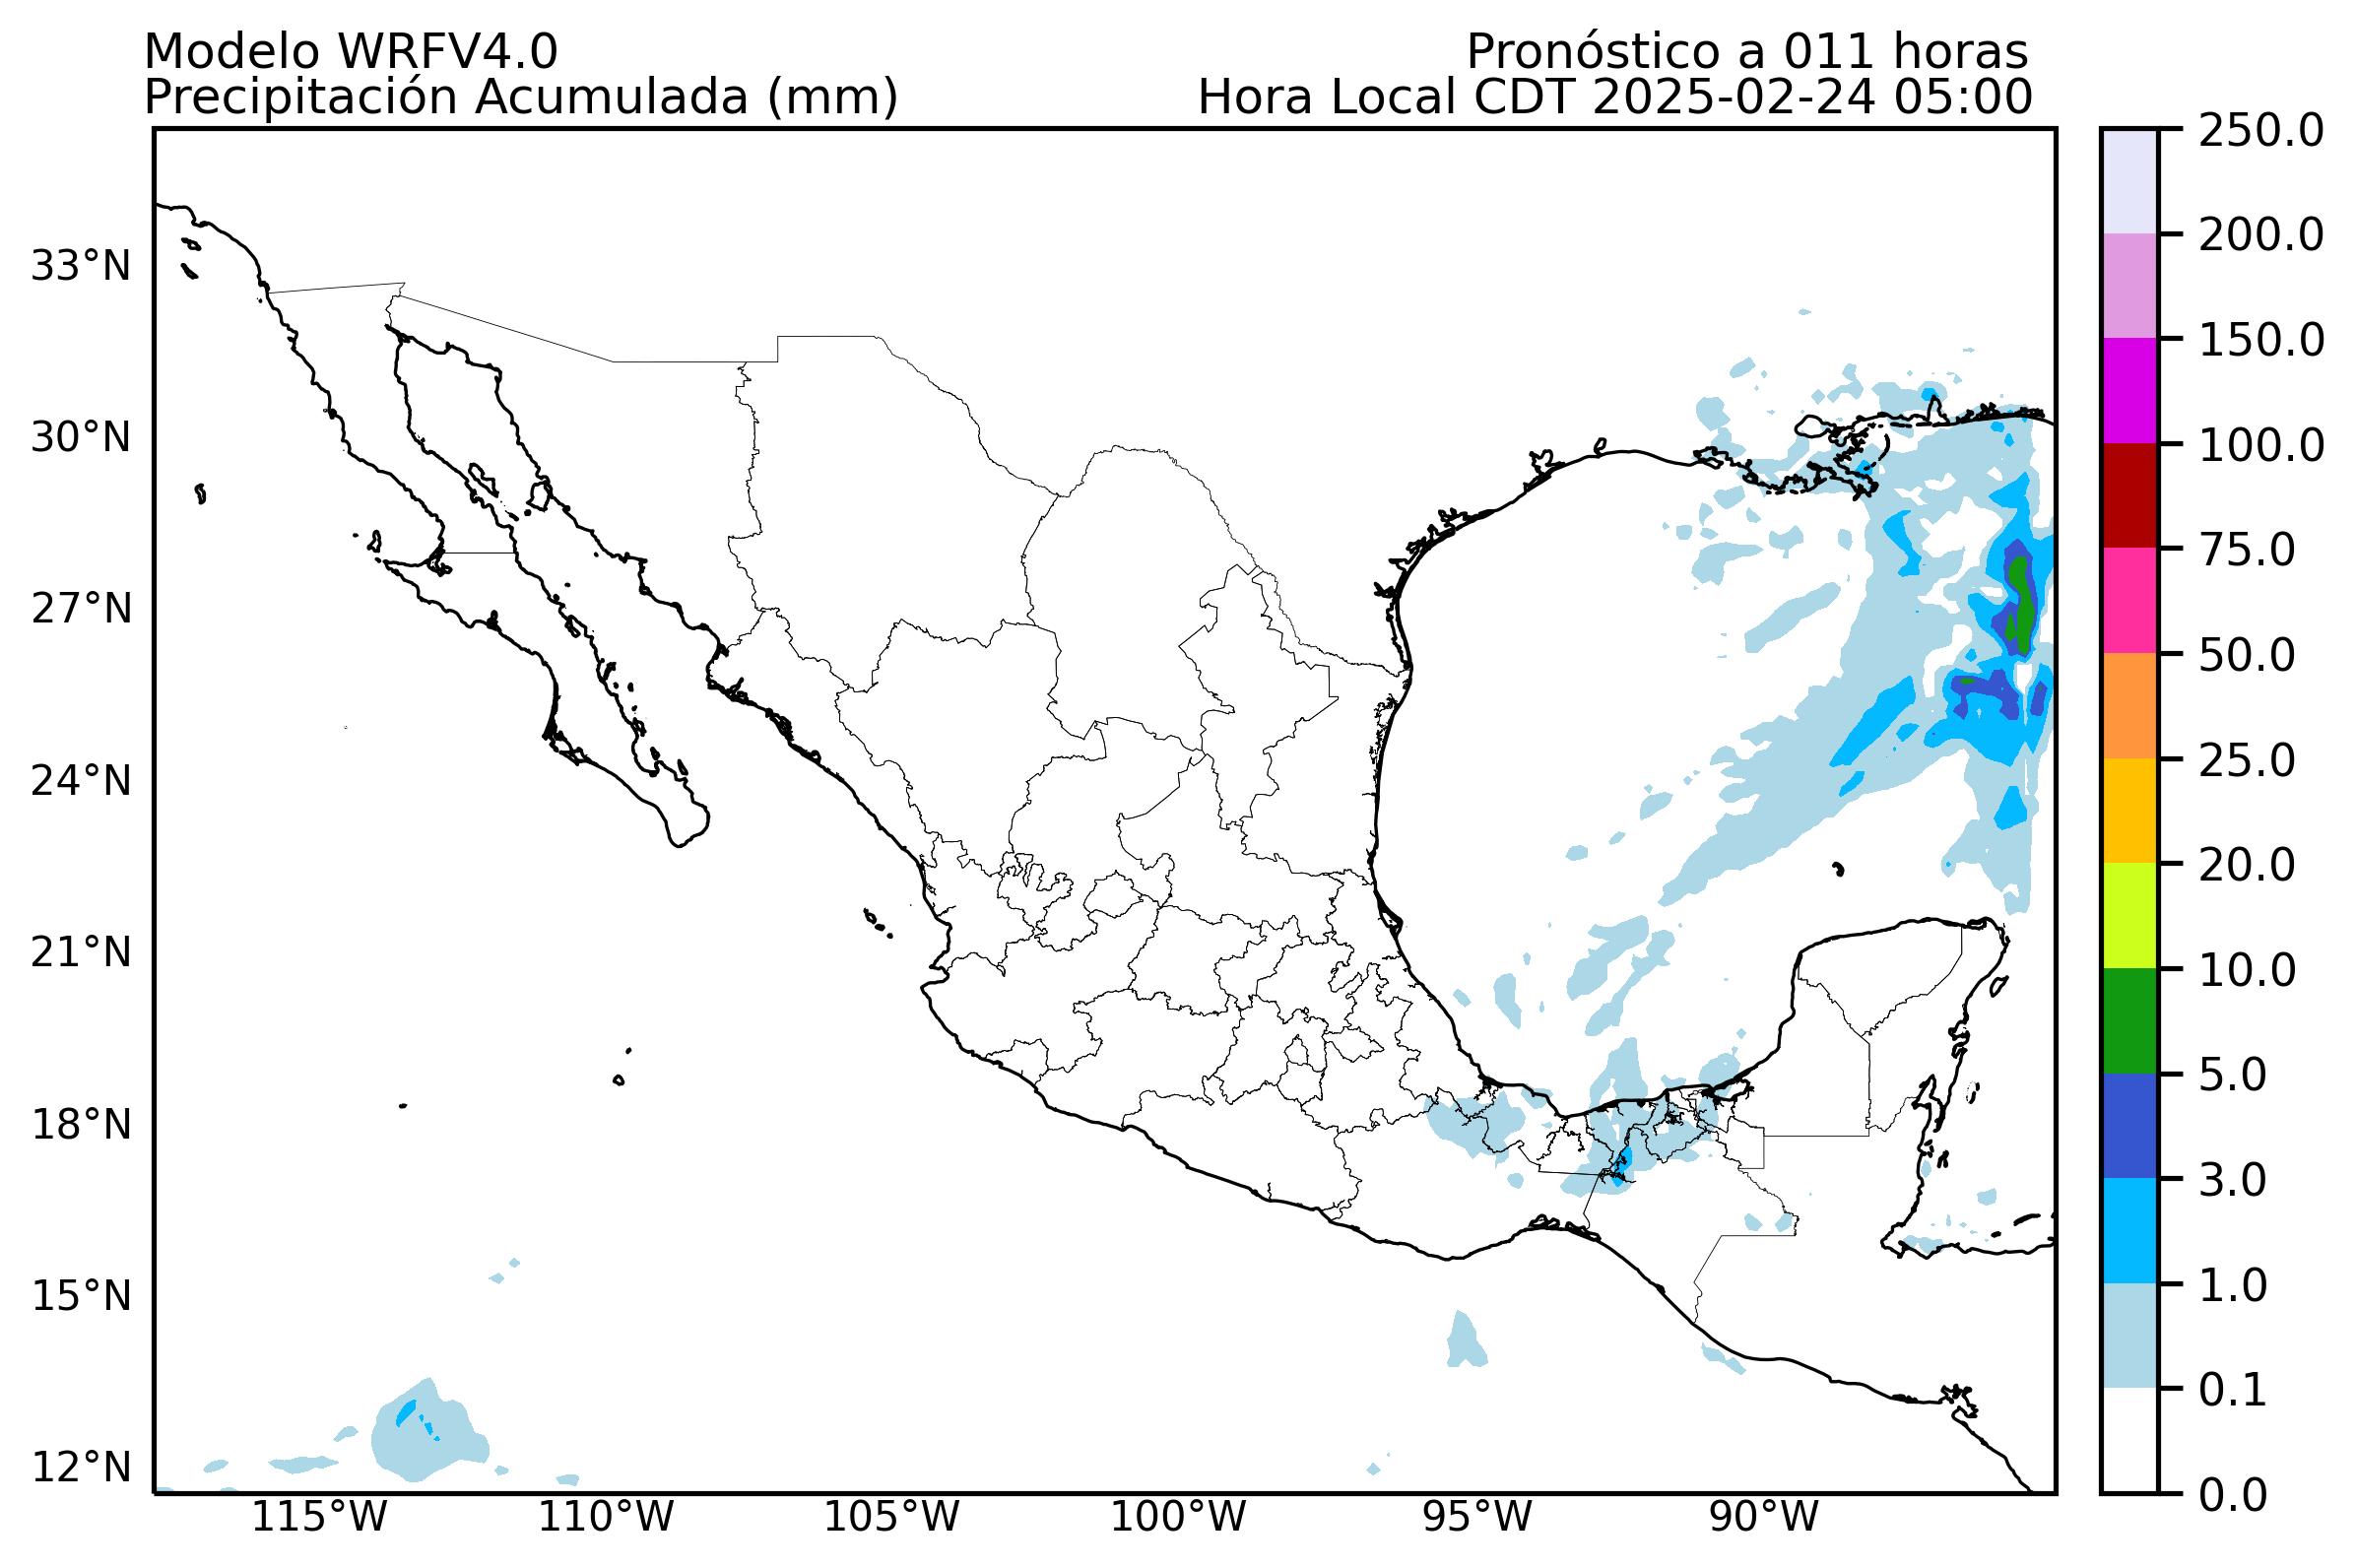 Modelo WRFV4.0
Pronóstico a 011 horas
Precipitación Acumulada (mm)
Hora Local CDT 2025-02-24 05:00
33°N
30°N
27°N
24°N
21°N
18°N
15°N
12°N
115°W
110°W
105°W
100°W
95°W
90°W
250.0
200.0
150.0
100.0
75.0
50.0
25.0
20.0
10.0
5.0
3.0
1.0
0.1
0.0